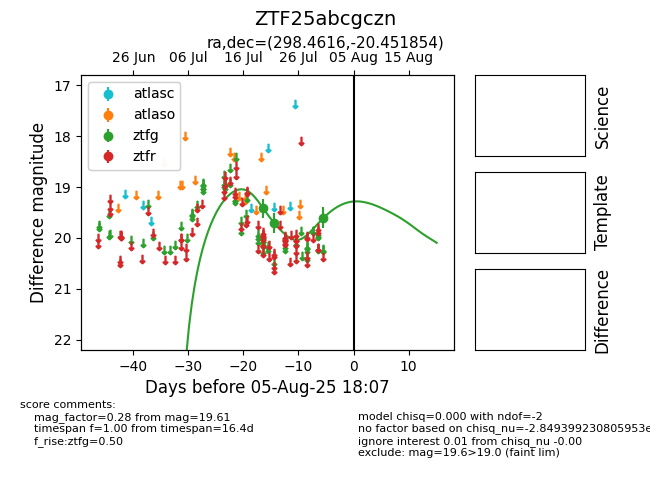 ZTF25abcgczn
ra,dec=(298.4616,-20.451854)
26 Jun 06 Jul 16 Jul 26 Jul 05 Aug 15 Aug
17
18
19
20
21
22
Difference magnitude
atlasc
atlaso
ztfg
ztfr
−40 −30 −20 −10 0 10
Days before 05-Aug-25 18:07
Science
Template
Difference
score comments:
mag_factor=0.28 from mag=19.61
timespan f=1.00 from timespan=16.4d
f_rise:ztfg=0.50
model chisq=0.000 with ndof=-2
no factor based on chisq_nu=-2.849399230805953e
ignore interest 0.01 from chisq_nu -0.00
exclude: mag=19.6>19.0 (faint lim)